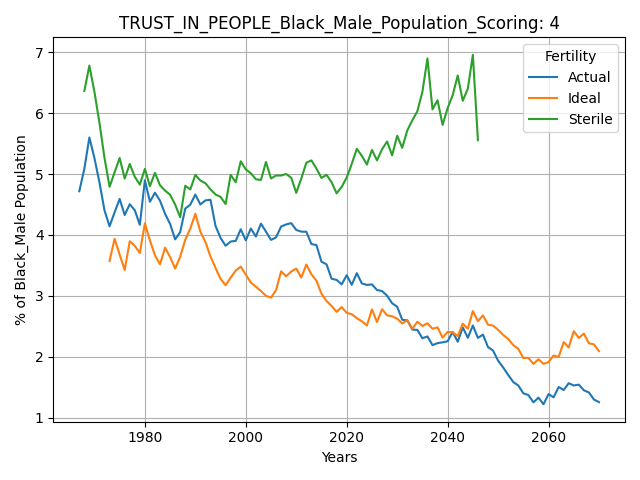 TRUST_IN_PEOPLE_Black_Male_Population_Scoring: 4
7
6
5
4
3
2
1
% of Black_Male Population
Fertility
Actual
Ideal
Sterile
1980 2000 2020 2040 2060
Years